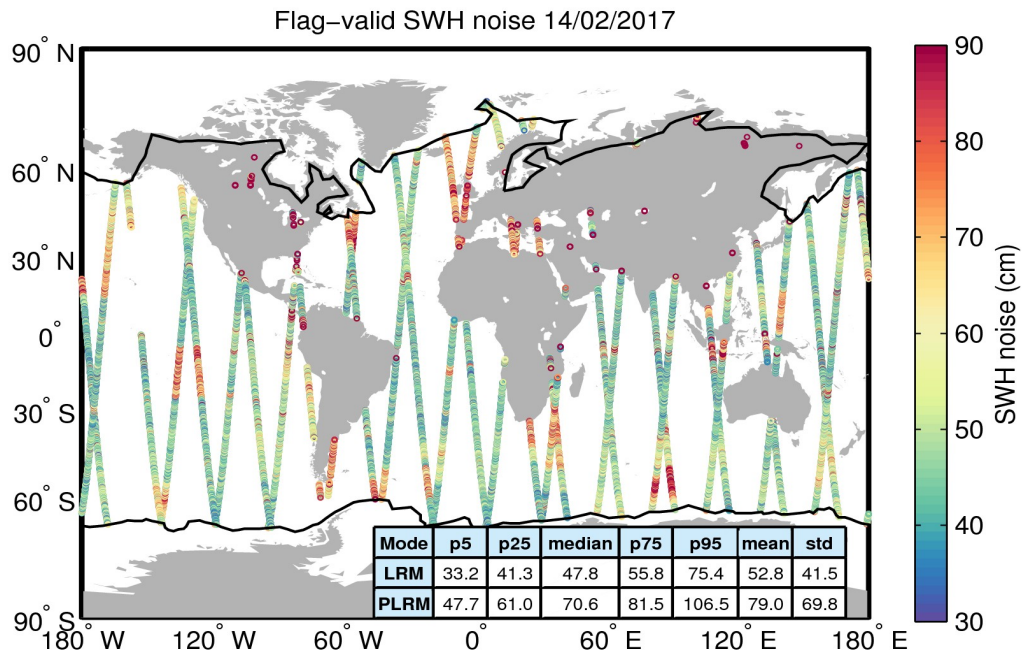 Flag−valid SWH noise 14/02/2017
90° N
60° N
30° N
0°
30° S
60° S
90° S
180° W
120° W
60° W
0°
60° E
120° E
180° E
Mode p5 p25 median p75 p95 mean std
LRM 33.2 41.3 47.8 55.8 75.4 52.8 41.5
PLRM 47.7 61.0 70.6 81.5 106.5 79.0 69.8
90
80
70
60
50
40
30
SWH noise (cm)